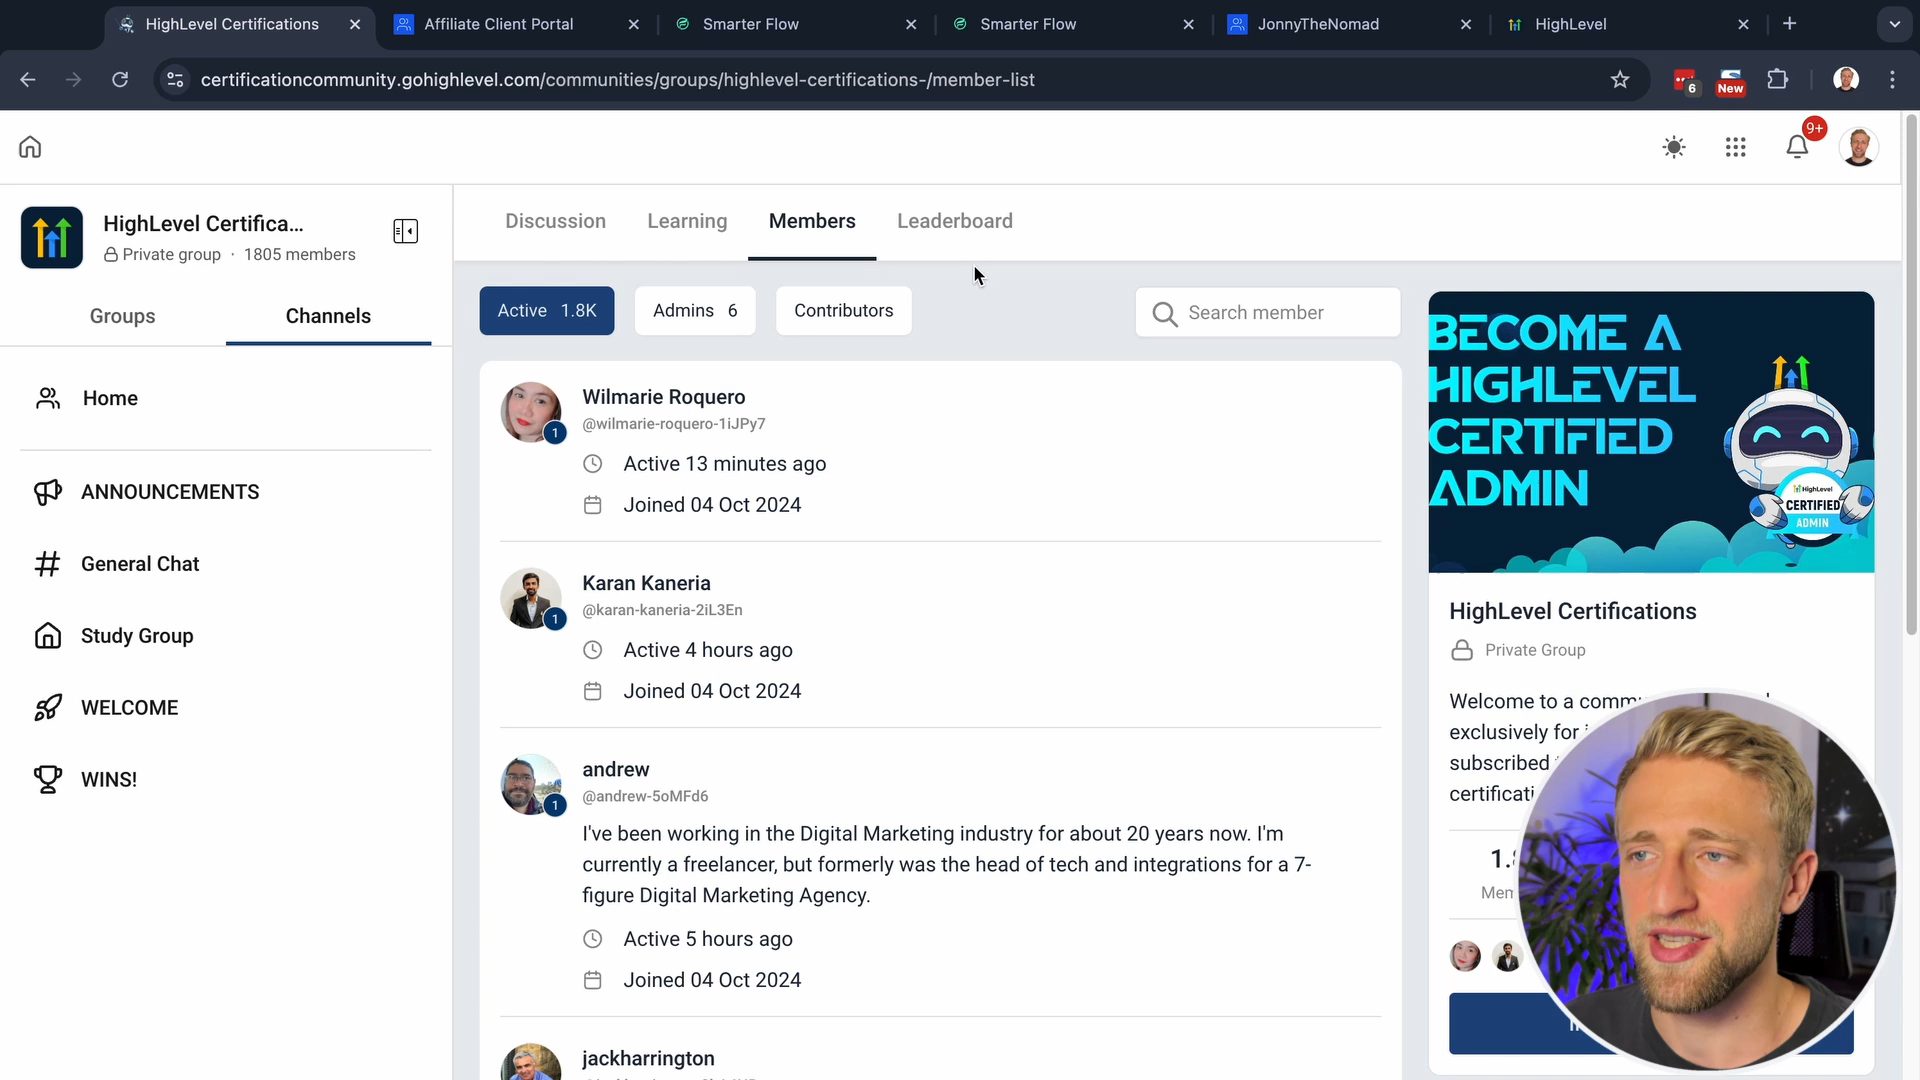 HighLevel Certifications
Affiliate Client Portal
Smarter Flow
Smarter Flow
JonnyTheNomad
HighLevel
certificationcommunity.gohighlevel.com/communities/groups/highlevel-certifications-/member-list
6
New
9+
HighLevel Certifica...
Private group · 1805 members
Groups
Channels
Home
ANNOUNCEMENTS
General Chat
Study Group
WELCOME
WINS!
Discussion
Learning
Members
Leaderboard
Active 1.8K
Admins 6
Contributors
Search member
Wilmarie Roquero
@wilmarie-roquero-1iJPy7
1
Active 13 minutes ago
Joined 04 Oct 2024
Karan Kaneria
@karan-kaneria-2iL3En
1
Active 4 hours ago
Joined 04 Oct 2024
andrew
@andrew-5oMFd6
1
I've been working in the Digital Marketing industry for about 20 years now. I'm
currently a freelancer, but formerly was the head of tech and integrations for a 7-
figure Digital Marketing Agency.
Active 5 hours ago
Joined 04 Oct 2024
jackharrington
BECOME A
HIGHLEVEL
CERTIFIED
ADMIN
HighLevel
CERTIFIED
ADMIN
HighLevel Certifications
Private Group
Welcome to a
exclusively for
subscribed